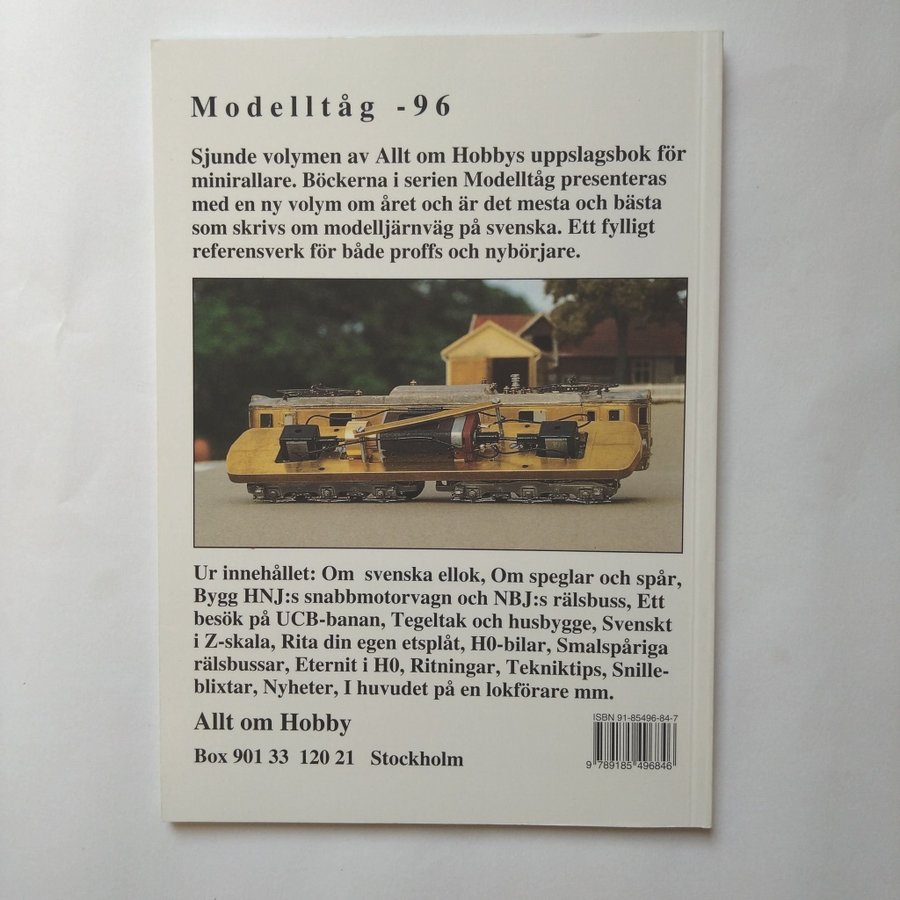 Modelltåg -96
Sjunde volymen av Allt om Hobbys uppslagsbok för
minirallare. Böckerna i serien Modelltåg presenteras
med en ny volym om året och är det mesta och bästa
som skrivs om modelljärnväg på svenska. Ett fylligt
referensverk för både proffs och nybörjare.
Ur innehållet: Om svenska ellok, Om speglar och spår,
Bygg HNJ:s snabbmotorvagn och NBJ:s rälsbuss, Ett
besök på UCB-banan, Tegeltak och husbygge, Svenskt
i Z-skala, Rita din egen etsplåt, H0-bilar, Smalspåriga
rälsbussar, Eternit i H0, Ritningar, Tekniktips, Snille-
blixtar, Nyheter, I huvudet på en lokförare mm.
Allt om Hobby
Box 901 33 120 21 Stockholm
ISBN 91-85496-84-7
9 789185 496846